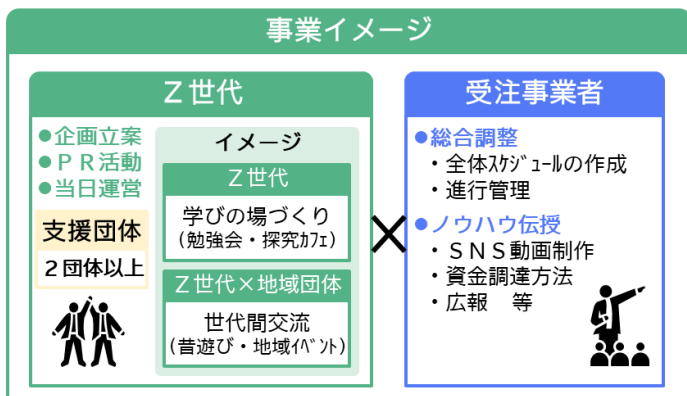 事業イメージ
Ｚ世代
●企画立案
●ＰＲ活動
●当日運営
支援団体
２団体以上
イメージ
Ｚ世代
学びの場づくり
(勉強会・探究ｶﾌｪ)
Ｚ世代×地域団体
世代間交流
(昔遊び・地域ｲﾍﾞﾝﾄ)
×
受注事業者
●総合調整
・全体ｽｹｼﾞｭｰﾙの作成
・進行管理
●ノウハウ伝授
・ＳＮＳ動画制作
・資金調達方法
・広報　等